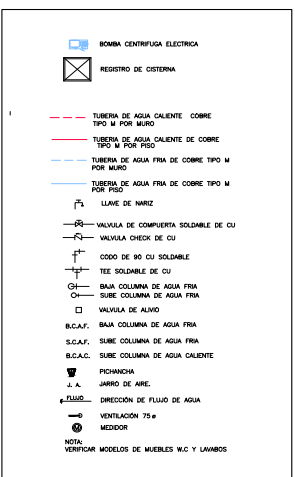 BOMBA CENTRIFUGA ELECTRICA
REGISTRO DE CISTERNA
TUBERIA DE AGUA CALIENTE COBRE
TIPO M POR MURO
TUBERIA DE AGUA CALIENTE DE COBRE
TIPO M POR PISO
TUBERIA DE AGUA FRIA DE COBRE TIPO M
POR MURO
TUBERIA DE AGUA FRIA DE COBRE TIPO M
POR PISO
LLAVE DE NARIZ
VALVULA DE COMPUERTA SOLDABLE DE CU
VALVULA CHECK DE CU
CODO DE 90 CU SOLDABLE
TEE SOLDABLE DE CU
BAJA COLUMNA DE AGUA FRIA
SUBE COLUMNA DE AGUA FRIA
VALVULA DE ALIVIO
B.C.A.F. BAJA COLUMNA DE AGUA FRIA
S.C.A.F. SUBE COLUMNA DE AGUA FRIA
B.C.A.C. SUBE COLUMNA DE AGUA CALIENTE
PICHANCHA
J. A. JARRO DE AIRE.
FLUJO DIRECCIÓN DE FLUJO DE AGUA
VENTILACIÓN 75 ø
M MEDIDOR
NOTA:
VERIFICAR MODELOS DE MUEBLES W.C Y LAVABOS